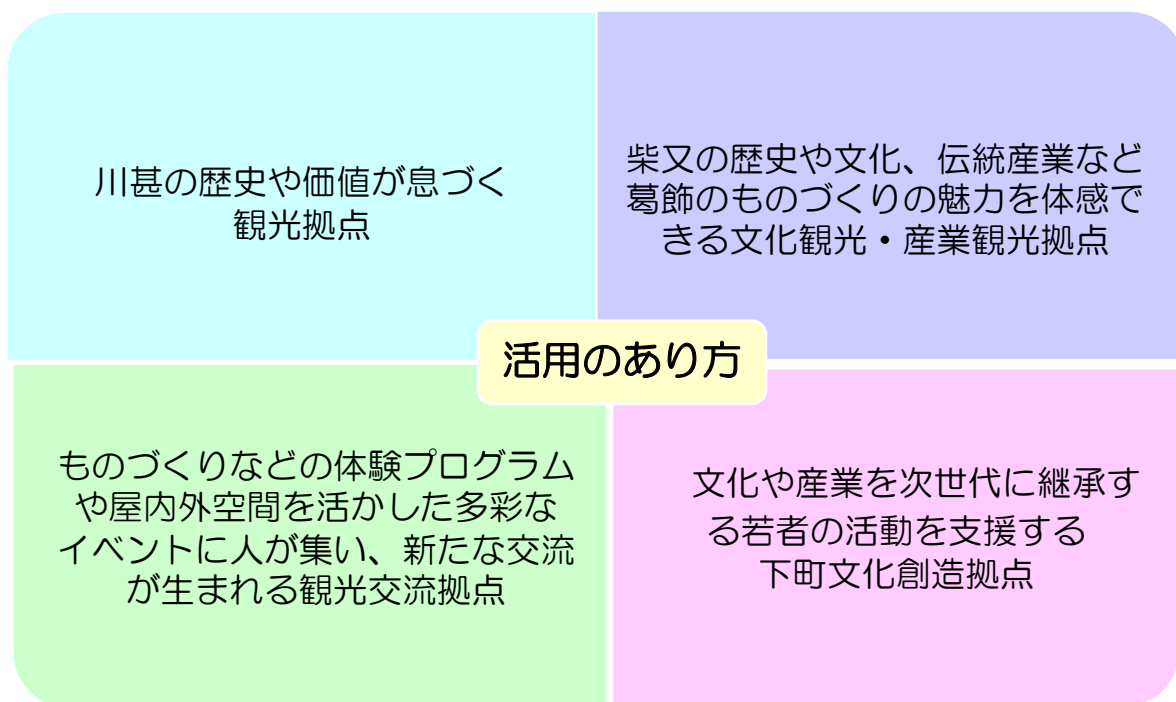 川甚の歴史や価値が息づく
観光拠点
柴又の歴史や文化、伝統産業など
葛飾のものづくりの魅力を体感で
きる文化観光・産業観光拠点
活用のあり方
ものづくりなどの体験プログラム
や屋内外空間を活かした多彩な
イベントに人が集い、新たな交流
が生まれる観光交流拠点
文化や産業を次世代に継承す
る若者の活動を支援する
下町文化創造拠点